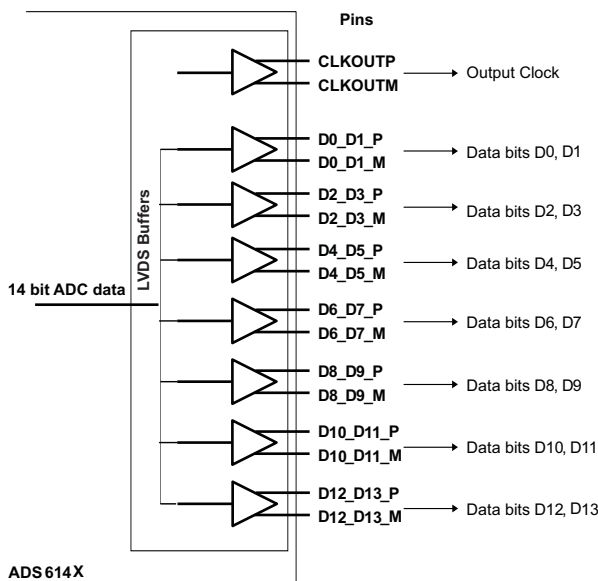 Pins
CLKOUTP
CLKOUTM
Output Clock
D0_D1_P
D0_D1_M
Data bits D0, D1
D2_D3_P
D2_D3_M
Data bits D2, D3
D4_D5_P
D4_D5_M
Data bits D4, D5
LVDS Buffers
14 bit ADC data
D6_D7_P
D6_D7_M
Data bits D6, D7
D8_D9_P
D8_D9_M
Data bits D8, D9
D10_D11_P
D10_D11_M
Data bits D10, D11
D12_D13_P
D12_D13_M
Data bits D12, D13
ADS614X